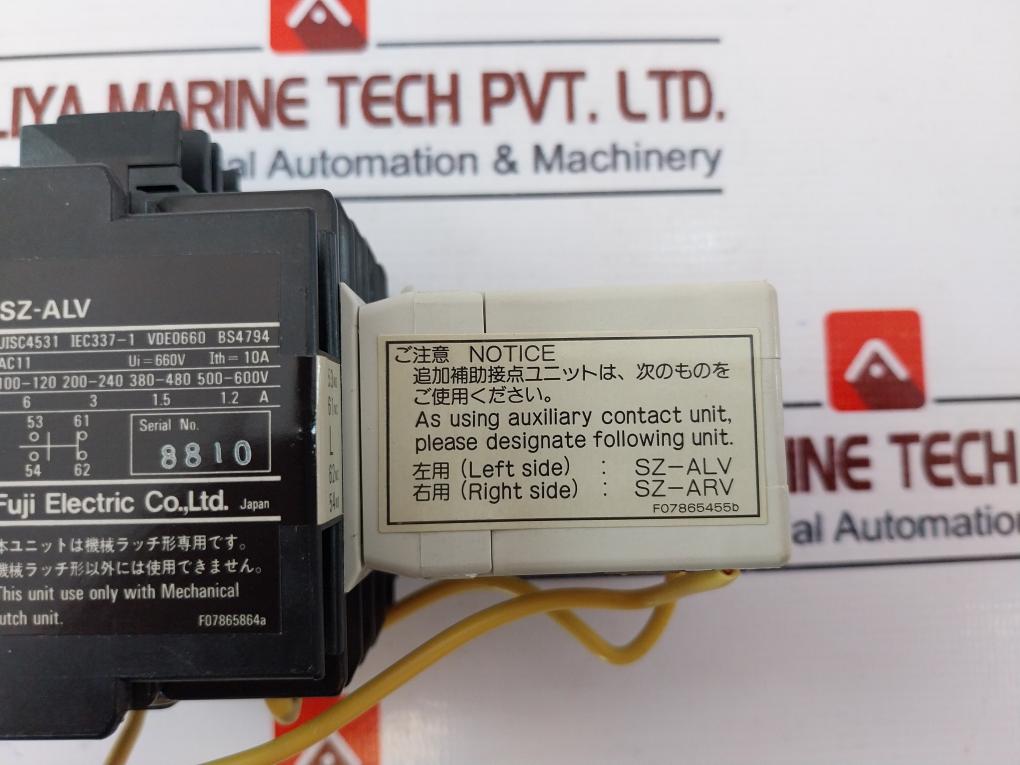 LIYA MARINE TECH PVT. LTD.
al Automation & Machinery
SZ-ALV
JISC4531 IEC337-1 VDE0660 BS4794
AC11 Ui=660V Ith=10A
100-120 200-240 380-480 500-600V
6 3 1.5 1.2 A
53 61
54 62
Serial No.
8810
Fuji Electric Co.,Ltd. Japan
本ユニットは機械ラッチ形専用です。
機械ラッチ形以外には使用できません。
This unit use only with Mechanical
utch unit.
F07865864a
53NO
61NC
L
62NC
54NO
ご注意 NOTICE
追加補助接点ユニットは、次のものを
ご使用ください。
As using auxiliary contact unit,
please designate following unit.
左用 (Left side) : SZ-ALV
右用 (Right side) : SZ-ARV
F07865455b
INE TECH
al Automation